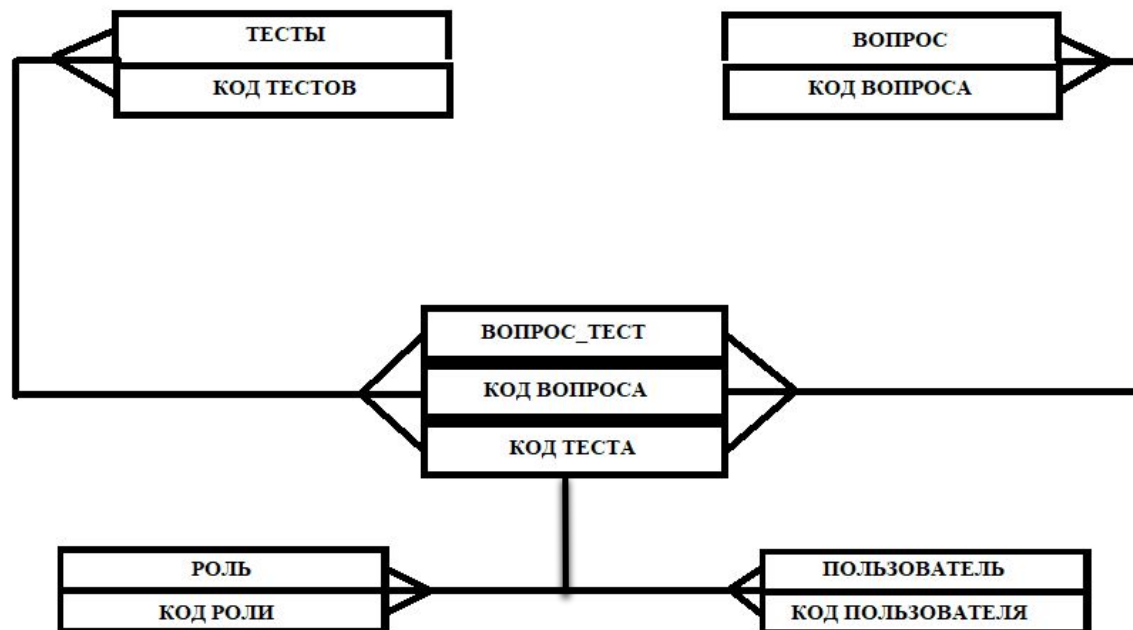 ТЕСТЫ
КОД ТЕСТОВ
ВОПРОС
КОД ВОПРОСА
ВОПРОС_ТЕСТ
КОД ВОПРОСА
КОД ТЕСТА
РОЛЬ
КОД РОЛИ
ПОЛЬЗОВАТЕЛЬ
КОД ПОЛЬЗОВАТЕЛЯ